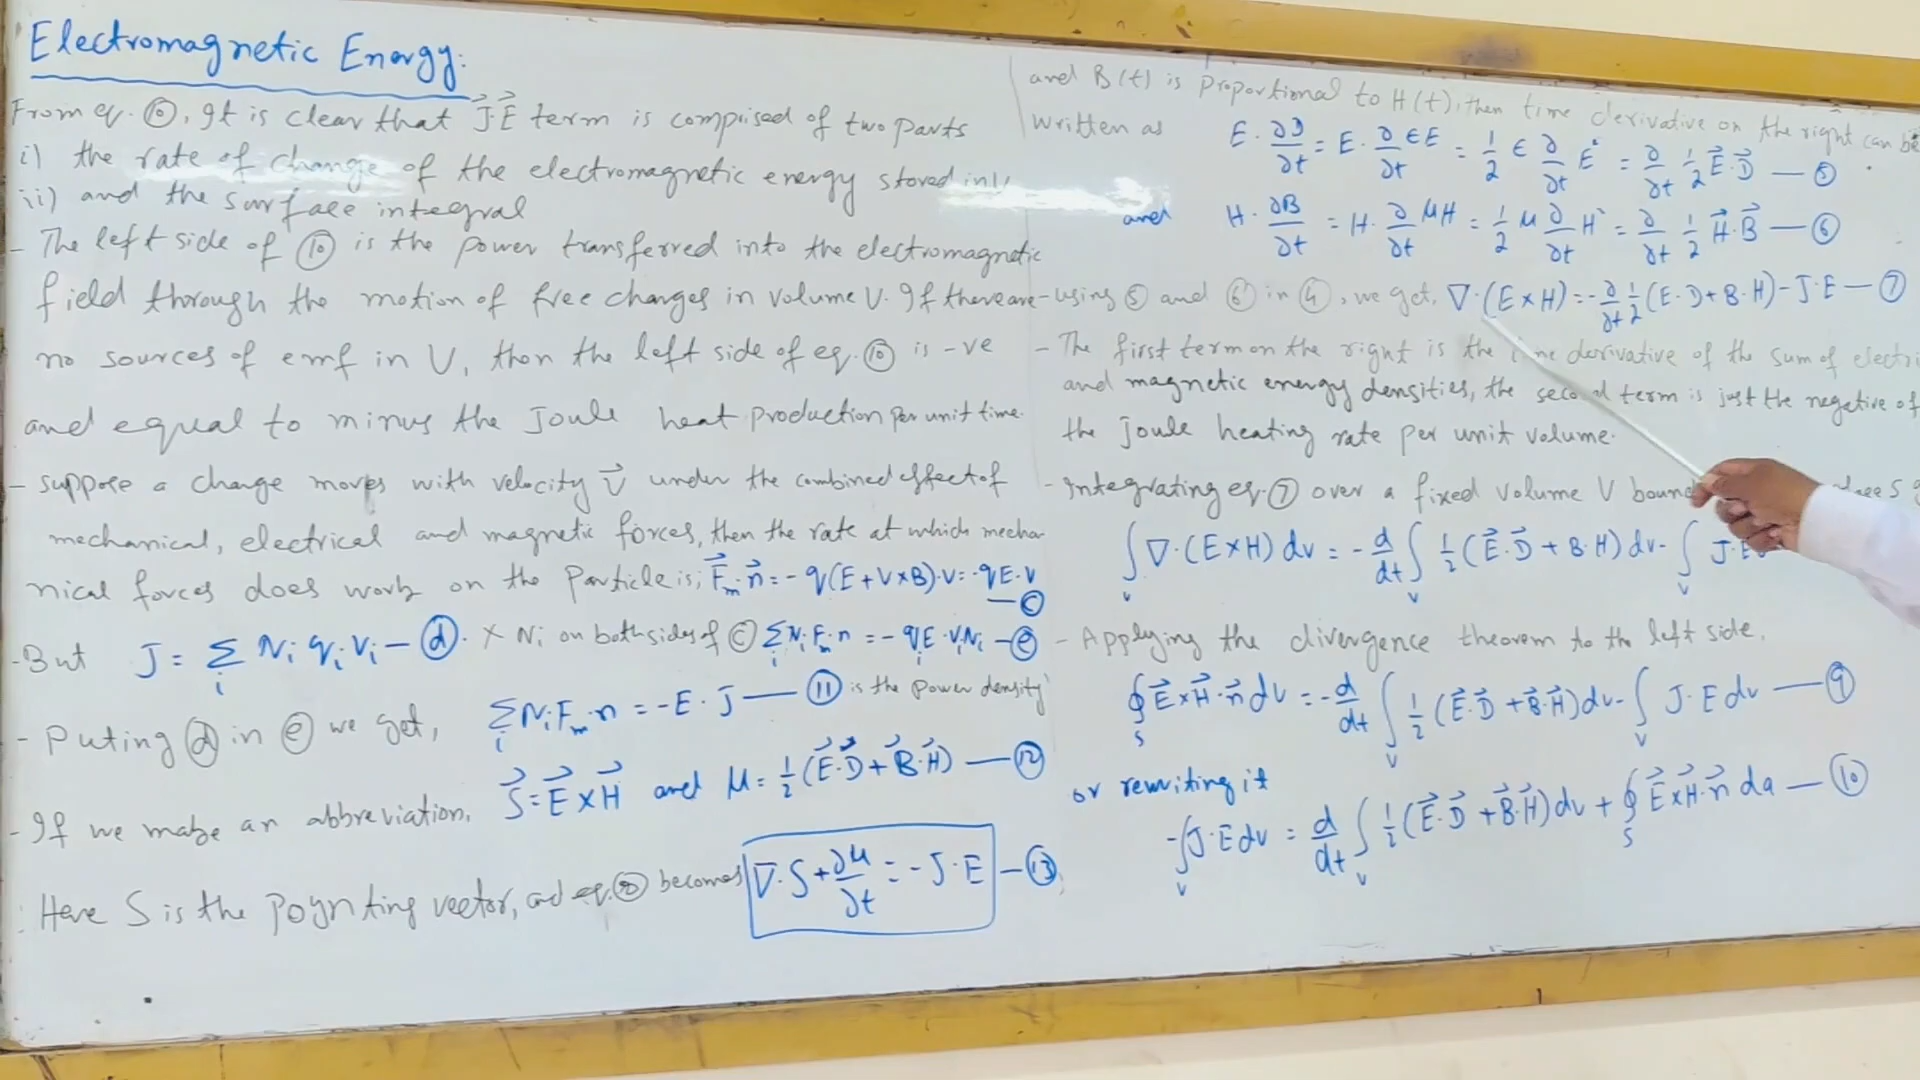 Electromagnetic Energy:
From eq. ⑩, It is clear that J⃗.E⃗ term is comprised of two parts
i) the rate of change of the electromagnetic energy stored in V
ii) and the surface integral
- The left side of ⑩ is the power transferred into the electromagnetic
field through the motion of free charges in volume V. If there are
no sources of emf in V, then the left side of eq. ⑩ is -ve
and equal to minus the Joule heat production per unit time.
- suppose a charge moves with velocity v⃗ under the combined effect of
mechanical, electrical and magnetic forces, then the rate at which mecha
nical forces does work on the particle is; F⃗m.n⃗ = - q(E + V×B).V = -qE.V
— ⓒ
- But J = Σi Ni qi Vi — ⓓ. × Ni on both sides of ⓒ Σi Ni Fm.n = - qiE.ViNi — ⓔ
- Puting ⓓ in ⓔ we get, Σi NiFm.n = -E.J — ⑪ is the power density
- If we make an abbreviation, S⃗ = E⃗×H⃗ and u = 1/2 (E⃗.D⃗ + B⃗.H⃗) — ⑫
Here S is the Poynting vector, and eq. becomes ∇.S + ∂u/∂t = -J.E — ⑬
and B(t) is proportional to H(t), then time derivative on the right can be
written as E.∂D/∂t = E.∂/∂t ϵE = 1/2 ϵ ∂/∂t E² = ∂/∂t 1/2 E⃗.D⃗ — ⑤
and H.∂B/∂t = H.∂/∂t μH = 1/2 μ ∂/∂t H² = ∂/∂t 1/2 H⃗.B⃗ — ⑥
- using ⑤ and ⑥ in ④, we get, ∇.(E×H) = -∂/∂t 1/2 (E.D + B.H) - J.E — ⑦
- The first term on the right is the derivative of the sum of electri
and magnetic energy densities, the second term is just the negative of
the joule heating rate per unit volume.
- Integrating eq. ⑦ over a fixed volume V
∫V ∇.(E×H) dv = -d/dt ∫V 1/2 (E⃗.D⃗ + B.H) dv - ∫V J.E
- Applying the divergence theorem to the left side.
∮S E⃗×H⃗.n⃗ dv = -d/dt ∫V 1/2 (E⃗.D⃗ + B⃗.H⃗) dv - ∫V J.E dv — ⑨
or rewriting it
-∫V J.E dv = d/dt ∫V 1/2 (E⃗.D⃗ + B⃗.H⃗) dv + ∮S E⃗×H⃗.n⃗ da — ⑩